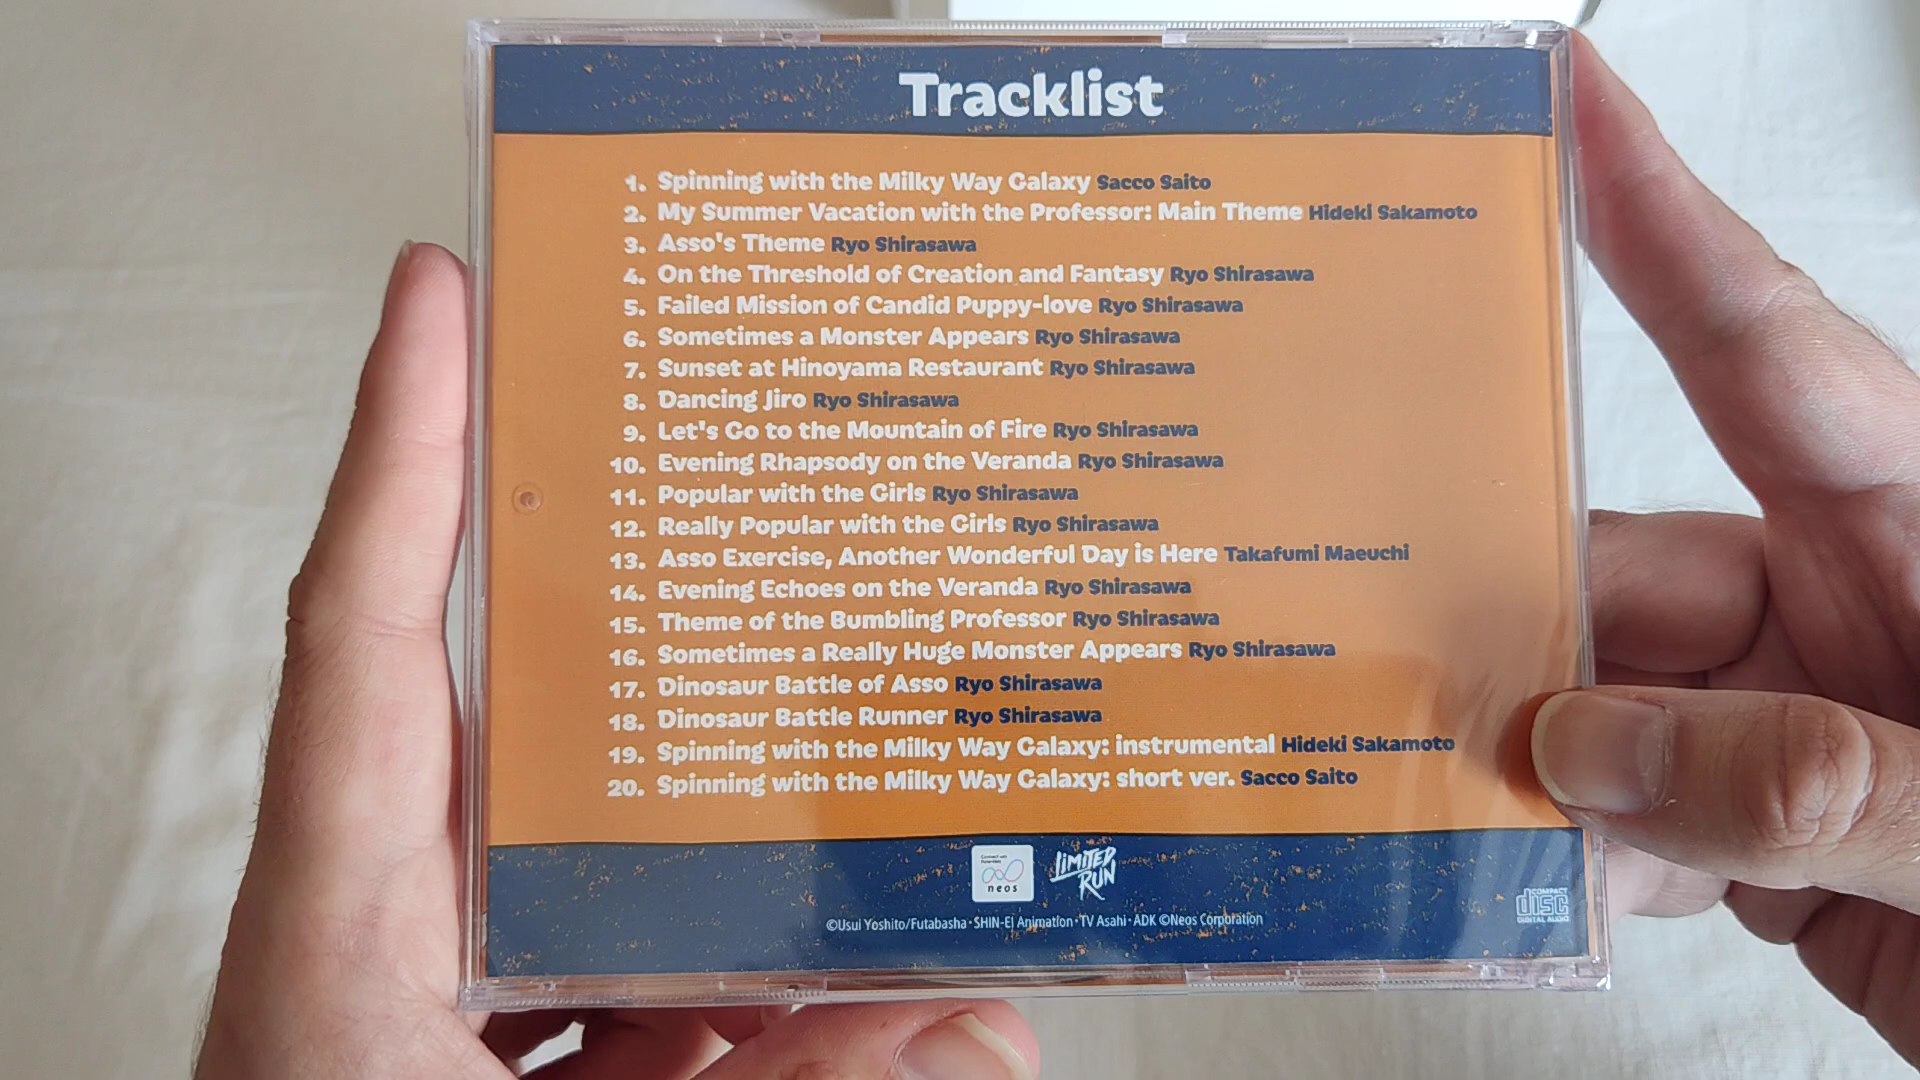 Tracklist
1. Spinning with the Milky Way Galaxy Sacco Saito
2. My Summer Vacation with the Professor: Main Theme Hideki Sakamoto
3. Asso's Theme Ryo Shirasawa
4. On the Threshold of Creation and Fantasy Ryo Shirasawa
5. Failed Mission of Candid Puppy-love Ryo Shirasawa
6. Sometimes a Monster Appears Ryo Shirasawa
7. Sunset at Hinoyama Restaurant Ryo Shirasawa
8. Dancing Jiro Ryo Shirasawa
9. Let's Go to the Mountain of Fire Ryo Shirasawa
10. Evening Rhapsody on the Veranda Ryo Shirasawa
11. Popular with the Girls Ryo Shirasawa
12. Really Popular with the Girls Ryo Shirasawa
13. Asso Exercise, Another Wonderful Day is Here Takafumi Maeuchi
14. Evening Echoes on the Veranda Ryo Shirasawa
15. Theme of the Bumbling Professor Ryo Shirasawa
16. Sometimes a Really Huge Monster Appears Ryo Shirasawa
17. Dinosaur Battle of Asso Ryo Shirasawa
18. Dinosaur Battle Runner Ryo Shirasawa
19. Spinning with the Milky Way Galaxy: instrumental Hideki Sakamoto
20. Spinning with the Milky Way Galaxy: short ver. Sacco Saito
Connect with
neos
LIMITED
RUN
COMPACT
disc
DIGITAL AUDIO
©Usui Yoshito/Futabasha・SHIN-EI Animation・TV Asahi・ADK ©Neos Corporation